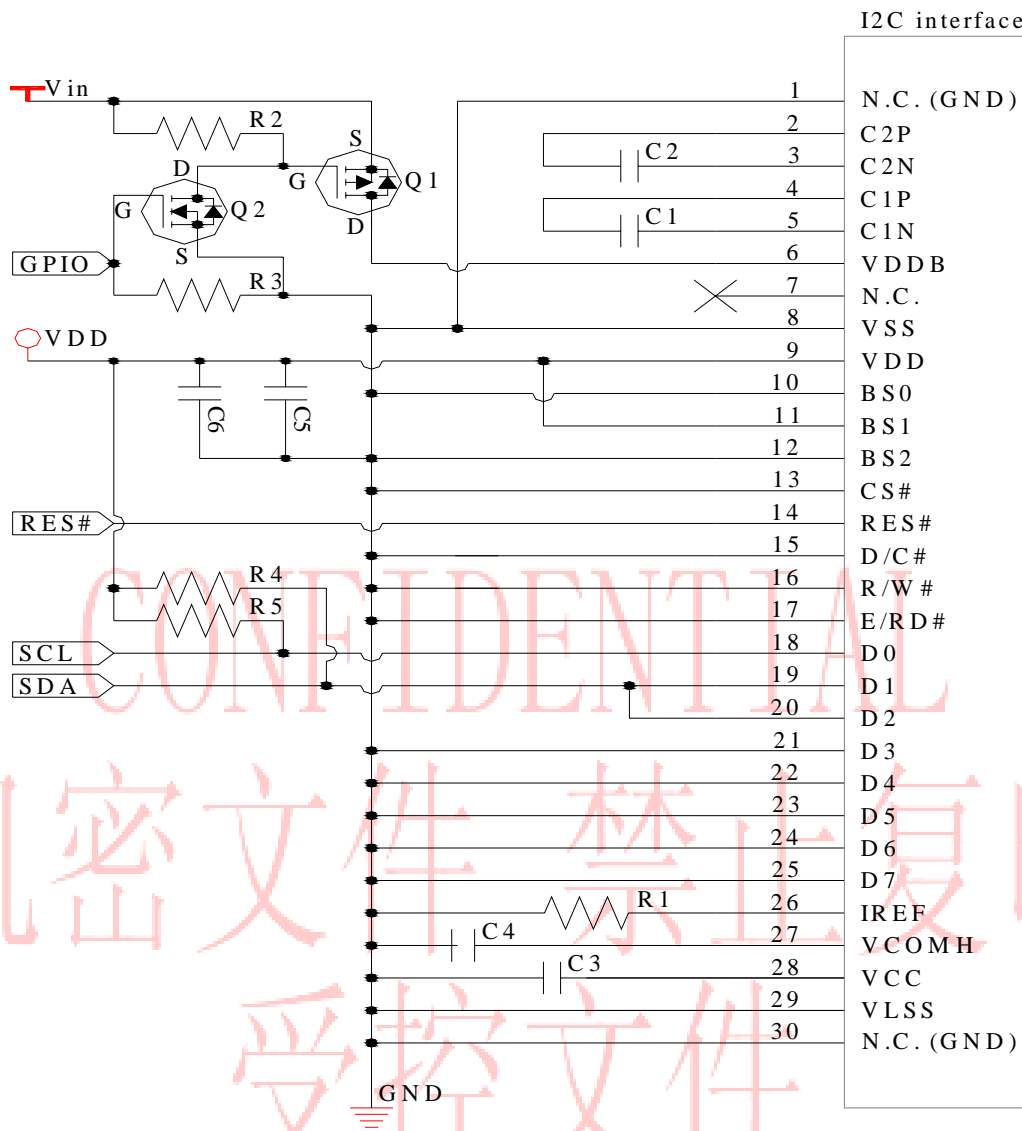 I2C interface
Vin
1 N.C. (GND)
R2
2 C2P
C2
3 C2N
D
S
G
Q1
G
Q2
D
S
4 C1P
C1
5 C1N
GPIO
6 VDDB
R3
7 N.C.
8 VSS
VDD
9 VDD
10 BS0
C6
C5
11 BS1
12 BS2
13 CS#
RES#
14 RES#
15 D/C#
R4
16 R/W#
R5
17 E/RD#
SCL
18 D0
SDA
19 D1
20 D2
CONFIDENTIAL
21 D3
22 D4
23 D5
24 D6
25 D7
机密文件 禁止复印
R1
26 IREF
C4
27 VCOMH
C3
28 VCC
29 VLSS
30 N.C. (GND)
受控文件
GND